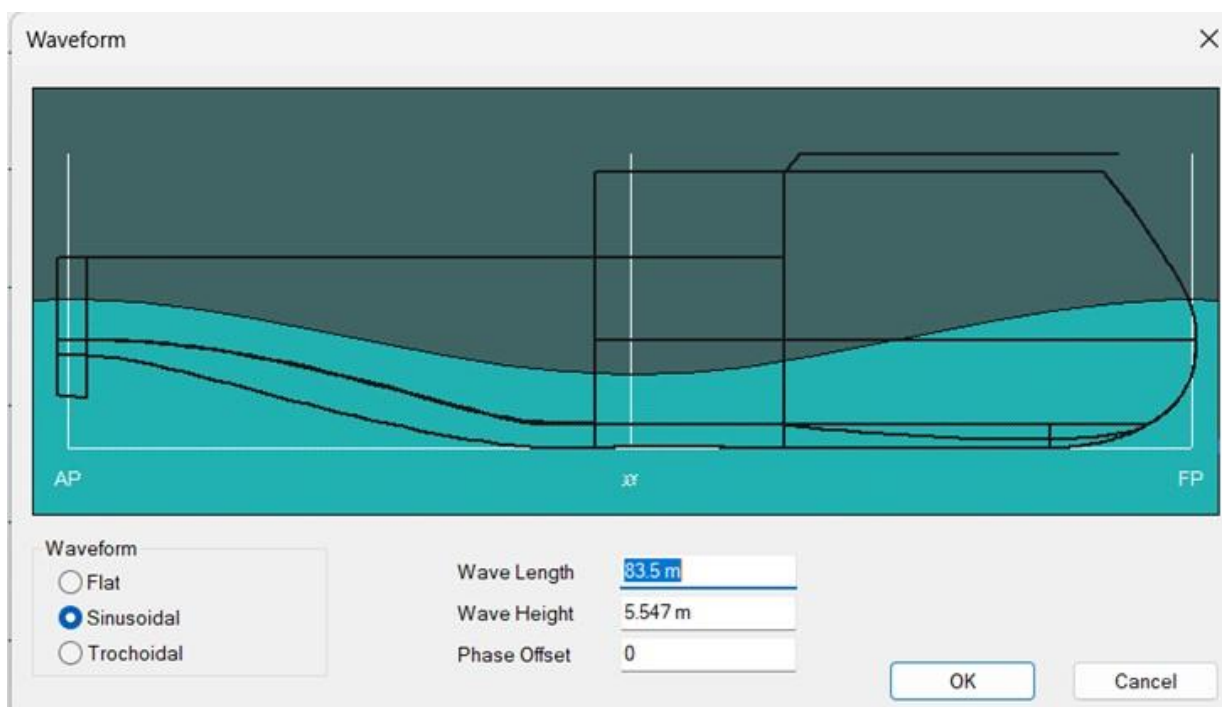 Waveform
AP
FP
Waveform
Flat
Sinusoidal
Trochoidal
Wave Length 83.5 m
Wave Height 5.547 m
Phase Offset 0
OK Cancel